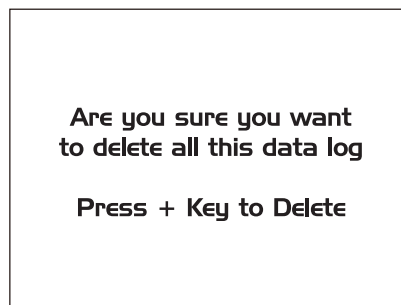 Are you sure you want
to delete all this data log
Press + Key to Delete